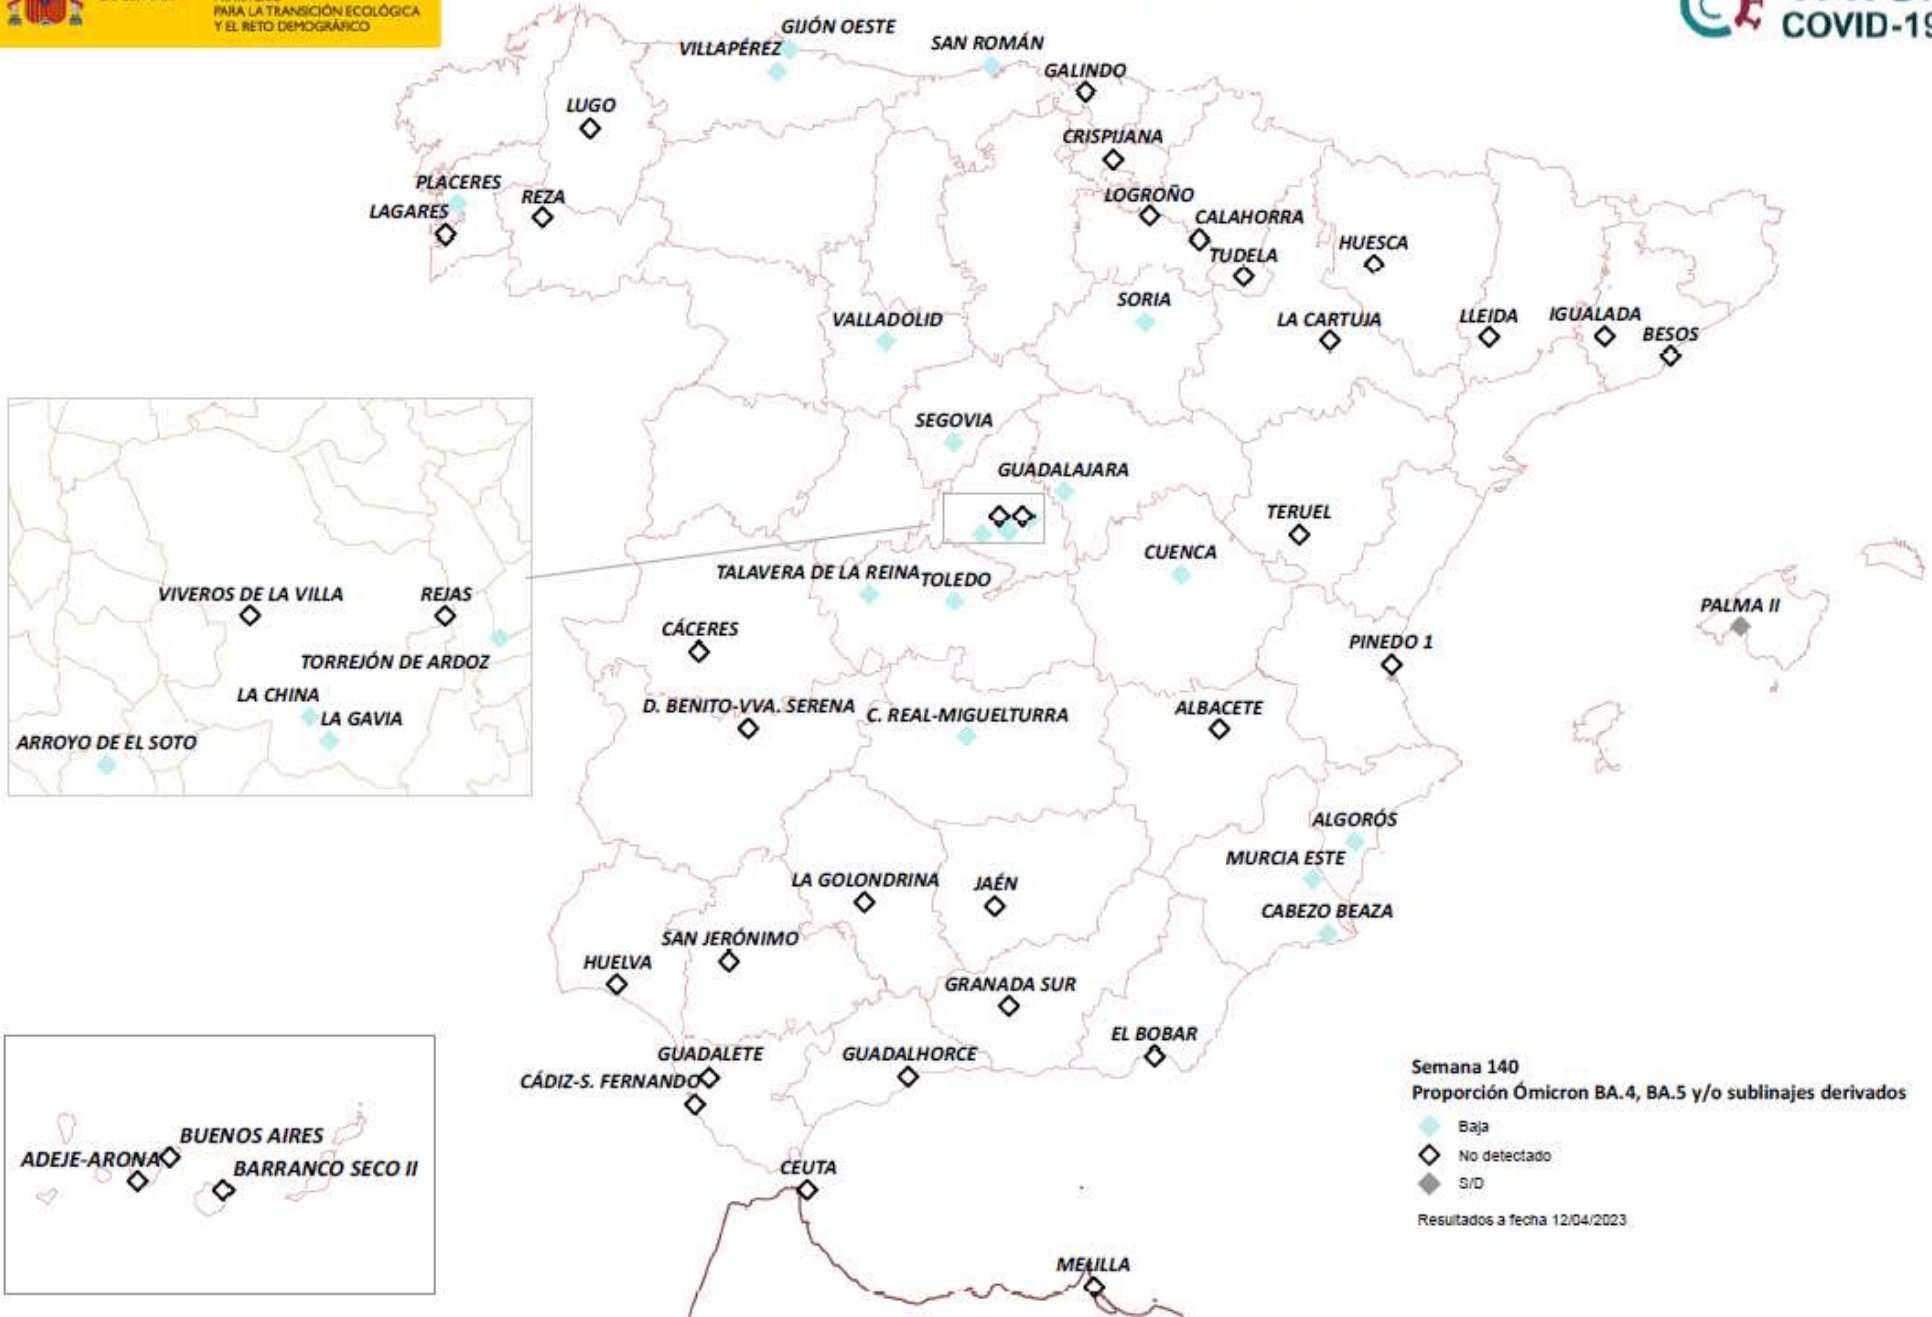 PARA LA TRANSICIÓN ECOLÓGICA
Y EL RETO DEMOGRÁFICO
COVID-19
GIJÓN OESTE
VILLAPÉREZ
SAN ROMÁN
GALINDO
LUGO
CRISPIJANA
PLACERES
REZA
LOGROÑO
LAGARES
CALAHORRA
TUDELA
HUESCA
SORIA
VALLADOLID
LA CARTUJA
LLEIDA
IGUALADA
BESOS
SEGOVIA
GUADALAJARA
TERUEL
CUENCA
TALAVERA DE LA REINA
TOLEDO
VIVEROS DE LA VILLA
REJAS
PALMA II
CÁCERES
PINEDO 1
TORREJÓN DE ARDOZ
LA CHINA
LA GAVIA
D. BENITO-VVA. SERENA
C. REAL-MIGUELTURRA
ALBACETE
ARROYO DE EL SOTO
ALGORÓS
MURCIA ESTE
LA GOLONDRINA
JAÉN
CABEZO BEAZA
SAN JERÓNIMO
HUELVA
GRANADA SUR
EL BOBAR
GUADALETE
GUADALHORCE
CÁDIZ-S. FERNANDO
Semana 140
Proporción Ómicron BA.4, BA.5 y/o sublinajes derivados
Baja
No detectado
S/D
Resultados a fecha 12/04/2023
BUENOS AIRES
ADEJE-ARONA
BARRANCO SECO II
CEUTA
MELILLA